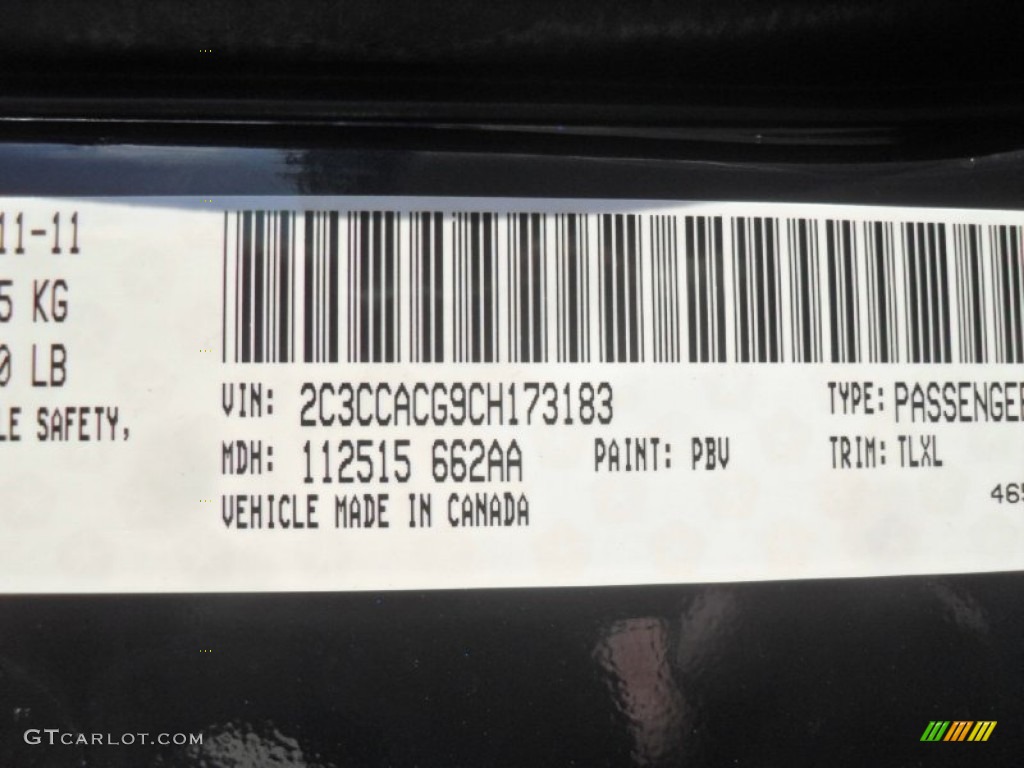 11-11
5 KG
0 LB
LE SAFETY,
VIN: 2C3CCACG9CH173183 TYPE: PASSENGER
MDH: 112515 662AA PAINT: PBV TRIM: TLXL
465
VEHICLE MADE IN CANADA
GTCARLOT.COM